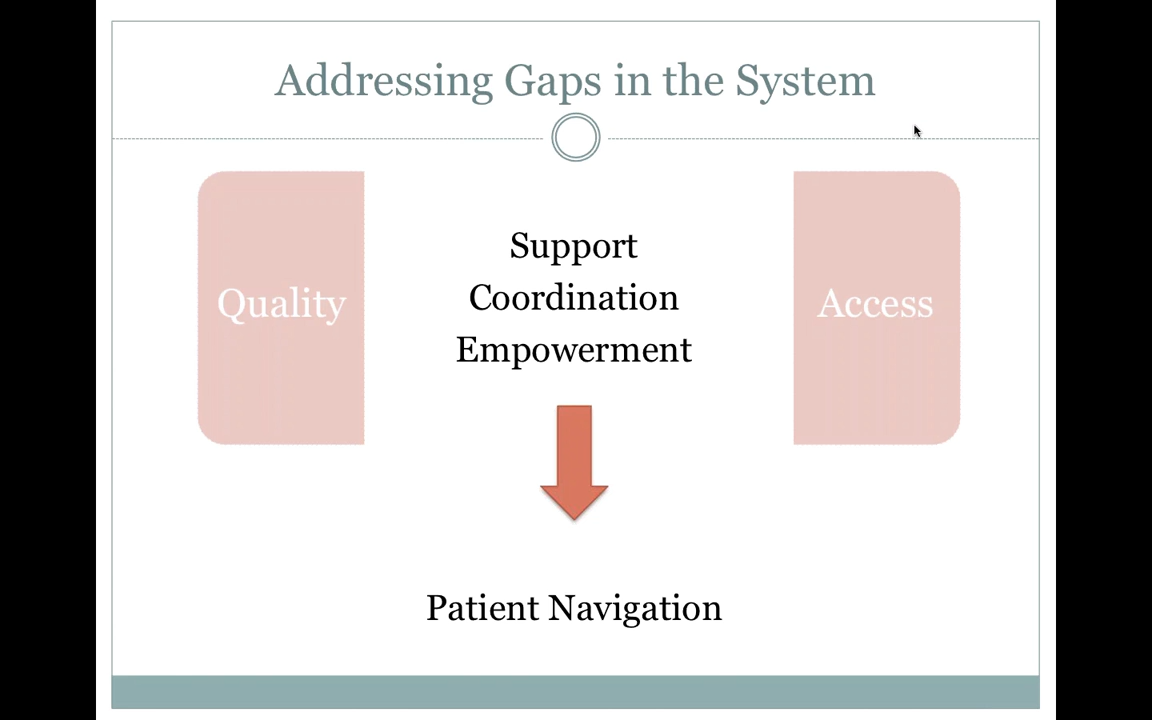 Addressing Gaps in the System
Quality
Support
Coordination
Empowerment
Access
Patient Navigation